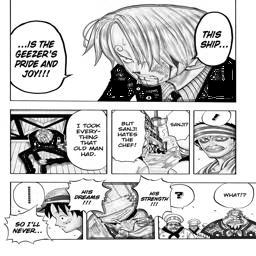 THIS
SHIP...
...IS THE
GEEZER'S
PRIDE AND
JOY!!!
SANJI?
BUT
SANJI
HATES
THE CHEF!
I TOOK
EVERY-
THING
THAT OLD
MAN
HAD.
WHAT!?
?
HIS
STRENGTH
!!!
HIS
DREAMS
!!!
!
SO I'LL
NEVER...